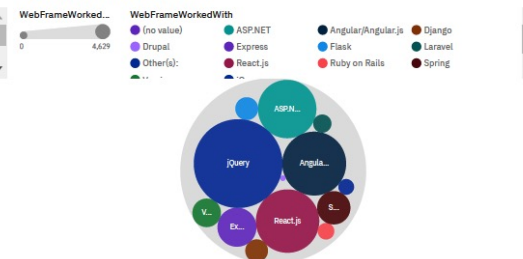 WebFrameWorked... WebFrameWorkedWith
(no value) ASP.NET Angular/Angular.js Django
0 4,629
Drupal Express Flask Laravel
Other(s): React.js Ruby on Rails Spring
ASP.N...
jQuery Angula...
V... S...
Ex... React.js